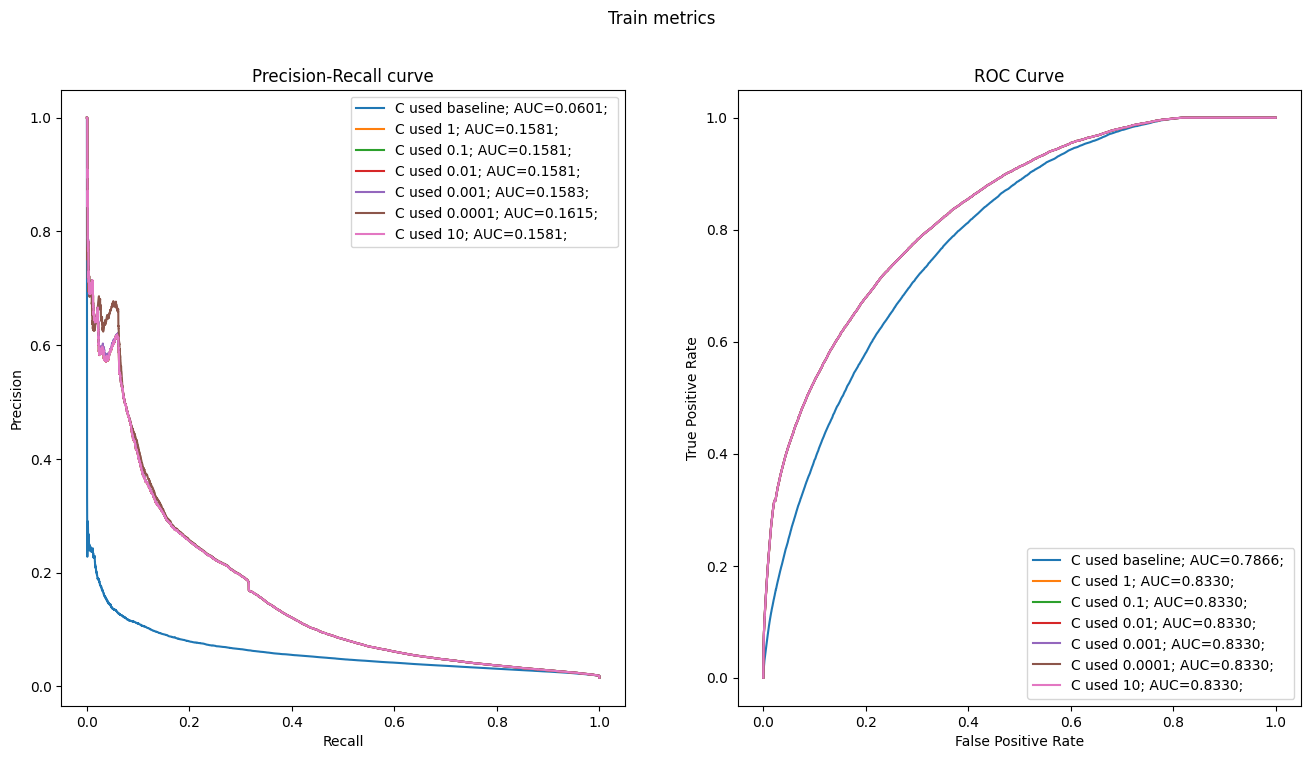 Train metrics
Precision-Recall curve
C used baseline; AUC=0.0601;
C used 1; AUC=0.1581;
C used 0.1; AUC=0.1581;
C used 0.01; AUC=0.1581;
C used 0.001; AUC=0.1583;
C used 0.0001; AUC=0.1615;
C used 10; AUC=0.1581;
1.0
0.8
0.6
0.4
0.2
0.0
Precision
0.0 0.2 0.4 0.6 0.8 1.0
Recall
ROC Curve
1.0
0.8
0.6
0.4
0.2
0.0
True Positive Rate
C used baseline; AUC=0.7866;
C used 1; AUC=0.8330;
C used 0.1; AUC=0.8330;
C used 0.01; AUC=0.8330;
C used 0.001; AUC=0.8330;
C used 0.0001; AUC=0.8330;
C used 10; AUC=0.8330;
0.0 0.2 0.4 0.6 0.8 1.0
False Positive Rate